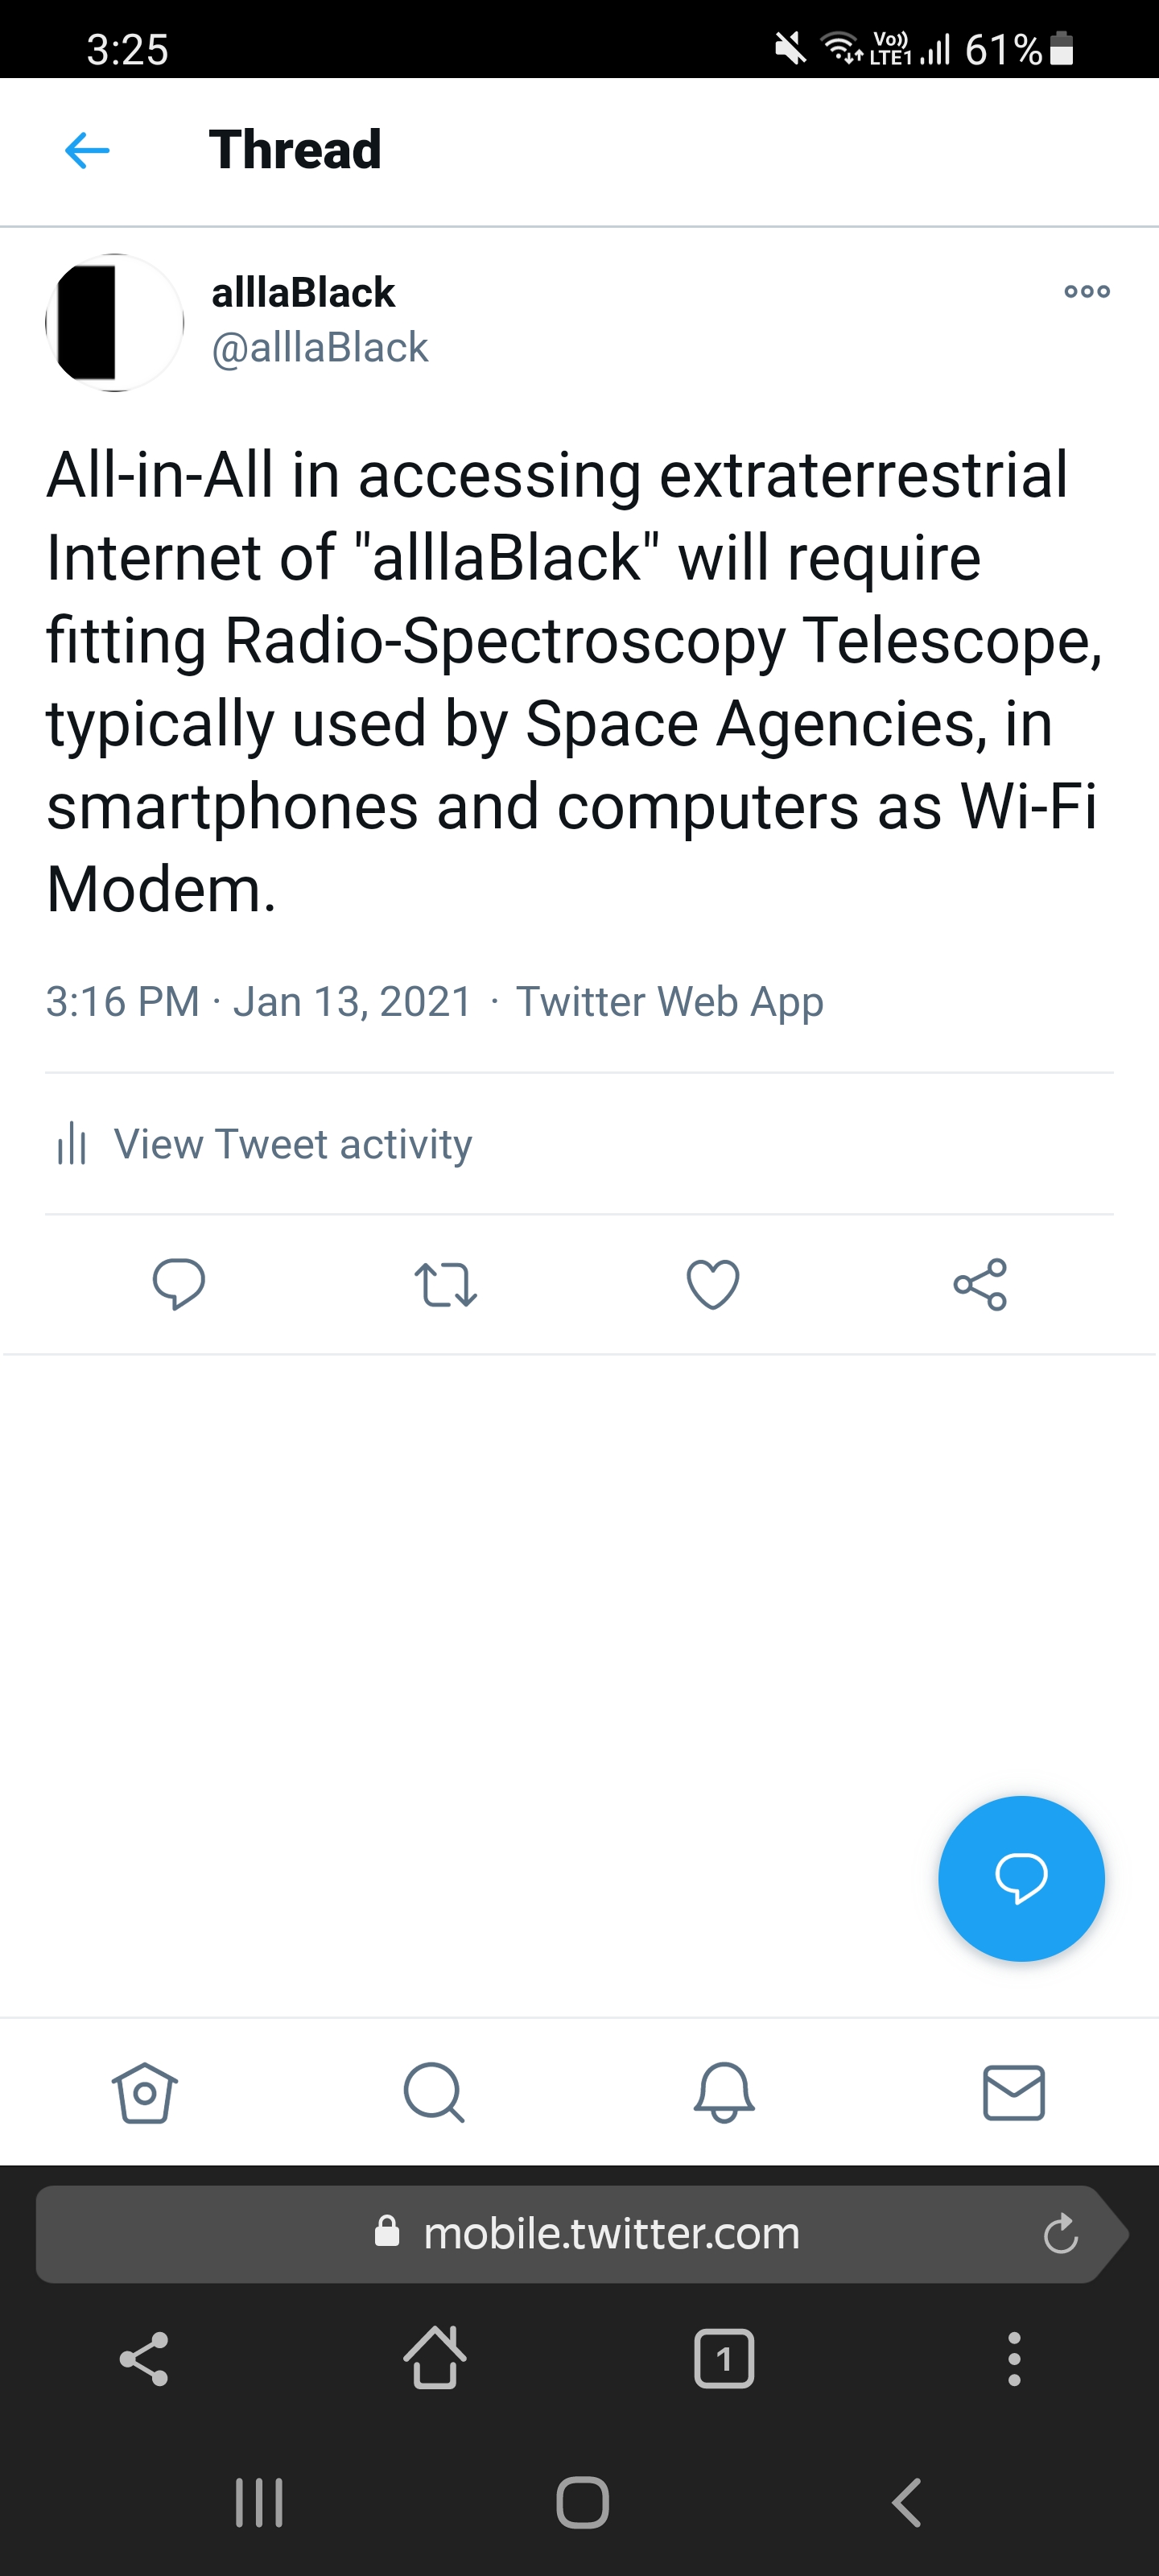 3:25
Vo)) LTE1 61%
Thread
alllaBlack
@alllaBlack
All-in-All in accessing extraterrestrial
Internet of "alllaBlack" will require
fitting Radio-Spectroscopy Telescope,
typically used by Space Agencies, in
smartphones and computers as Wi-Fi
Modem.
3:16 PM · Jan 13, 2021 · Twitter Web App
View Tweet activity
mobile.twitter.com
1